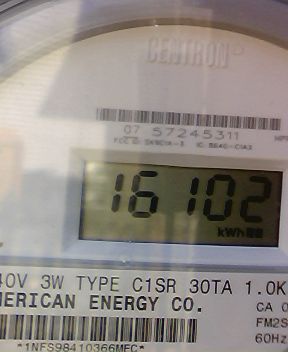 CENTRON®
07 57245311
16102
kWh
40V 3W TYPE C1SR 30TA 1.0K
MERICAN ENERGY CO.
CA 0
FM2S
60Hz
*1NFS98410366MFC*